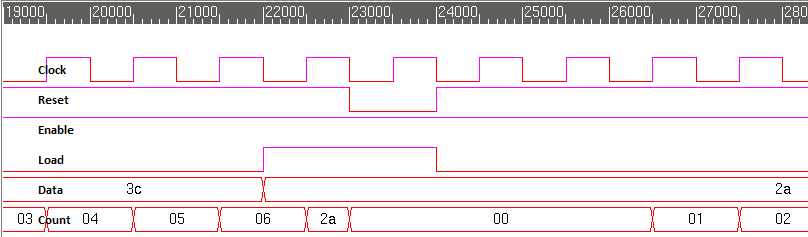 19000 20000 21000 22000 23000 24000 25000 26000 27000 28
Clock
Reset
Enable
Load
Data 3c 2a
03 Count 04 05 06 2a 00 01 02